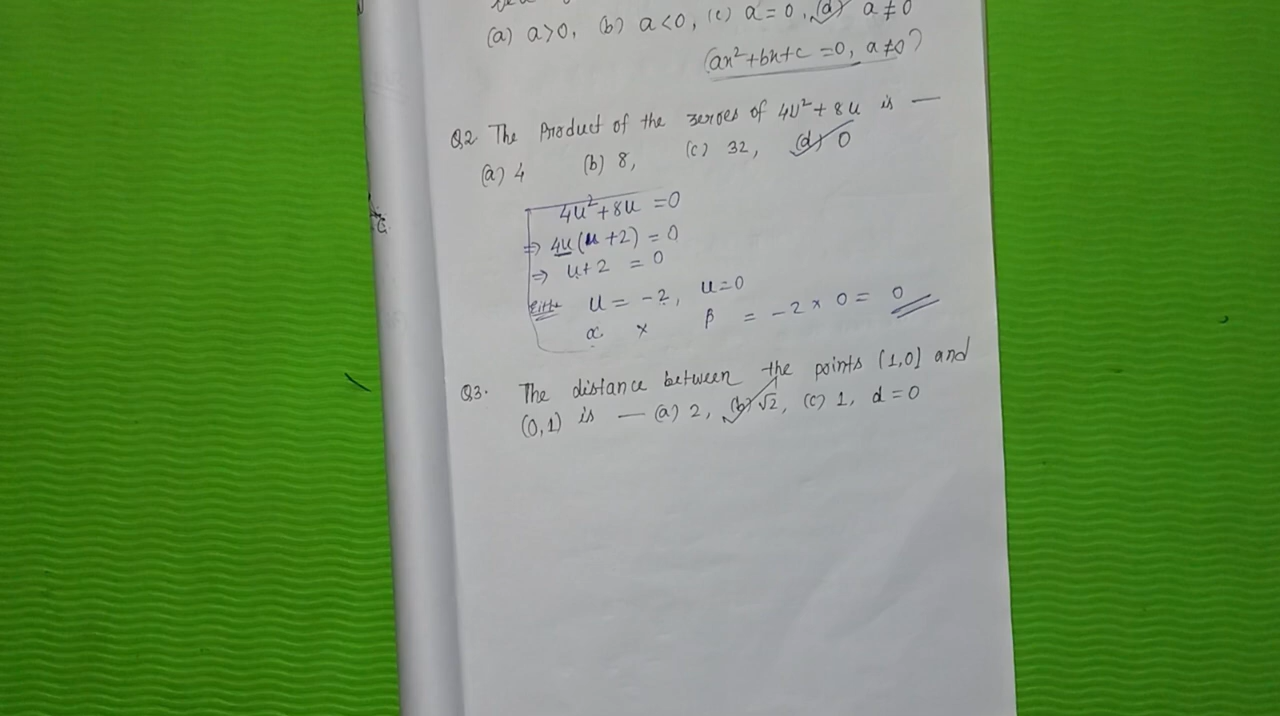 (a) a>0, (b) a<0, (c) a=0, (d) a≠0
(ax²+bx+c =0, a≠0)
Q2 The Product of the zeroes of 4U²+8u is —
(a) 4 (b) 8, (c) 32, (d) 0
4u²+8u =0
⇒ 4u(u+2) = 0
⇒ u+2 = 0
u = -2, u=0
α × β = -2 × 0 = 0
Q3. The distance between the points (1,0) and
(0,1) is — (a) 2, (b) √2, (c) 1, d = 0